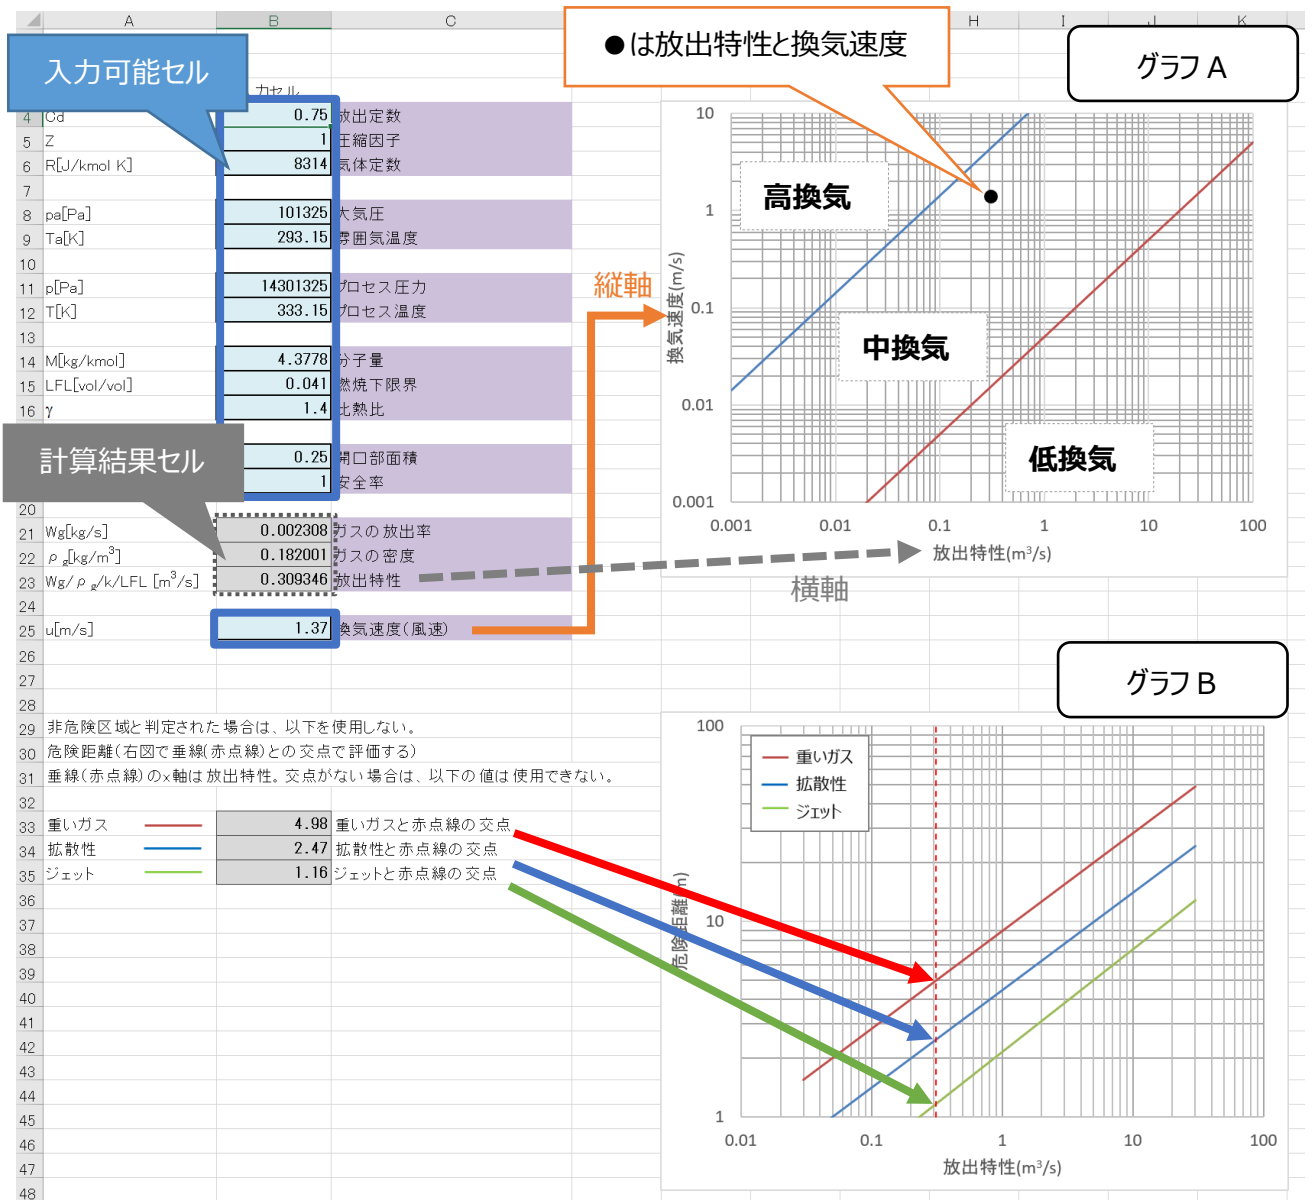 A B C H I J K
入力可能セル
力セル
4 Cd 0.75 放出定数
5 Z 1 圧縮因子
6 R[J/kmol K] 8314 気体定数
7
8 pa[Pa] 101325 大気圧
9 Ta[K] 293.15 雰囲気温度
10
11 p[Pa] 14301325 プロセス圧力
12 T[K] 333.15 プロセス温度
13
14 M[kg/kmol] 4.3778 分子量
15 LFL[vol/vol] 0.041 燃焼下限界
16 γ 1.4 比熱比
計算結果セル
0.25 開口部面積
1 安全率
20
21 Wg[kg/s] 0.002308 ガスの放出率
22 ρg[kg/m³] 0.182001 ガスの密度
23 Wg/ρg/k/LFL [m³/s] 0.309346 放出特性
24
25 u[m/s] 1.37 換気速度(風速)
26
27
28
29 非危険区域と判定された場合は、以下を使用しない。
30 危険距離(右図で垂線(赤点線)との交点で評価する)
31 垂線(赤点線)のx軸は放出特性。交点がない場合は、以下の値は使用できない。
32
33 重いガス 4.98 重いガスと赤点線の交点
34 拡散性 2.47 拡散性と赤点線の交点
35 ジェット 1.16 ジェットと赤点線の交点
36
37
38
39
40
41
42
43
44
45
46
47
48
●は放出特性と換気速度
グラフA
縦軸
横軸
換気速度(m/s)
10
1
0.1
0.01
0.001
高換気
中換気
低換気
0.001 0.01 0.1 1 10 100
放出特性(m³/s)
グラフB
危険距離(m)
100
10
1
重いガス
拡散性
ジェット
0.01 0.1 1 10 100
放出特性(m³/s)